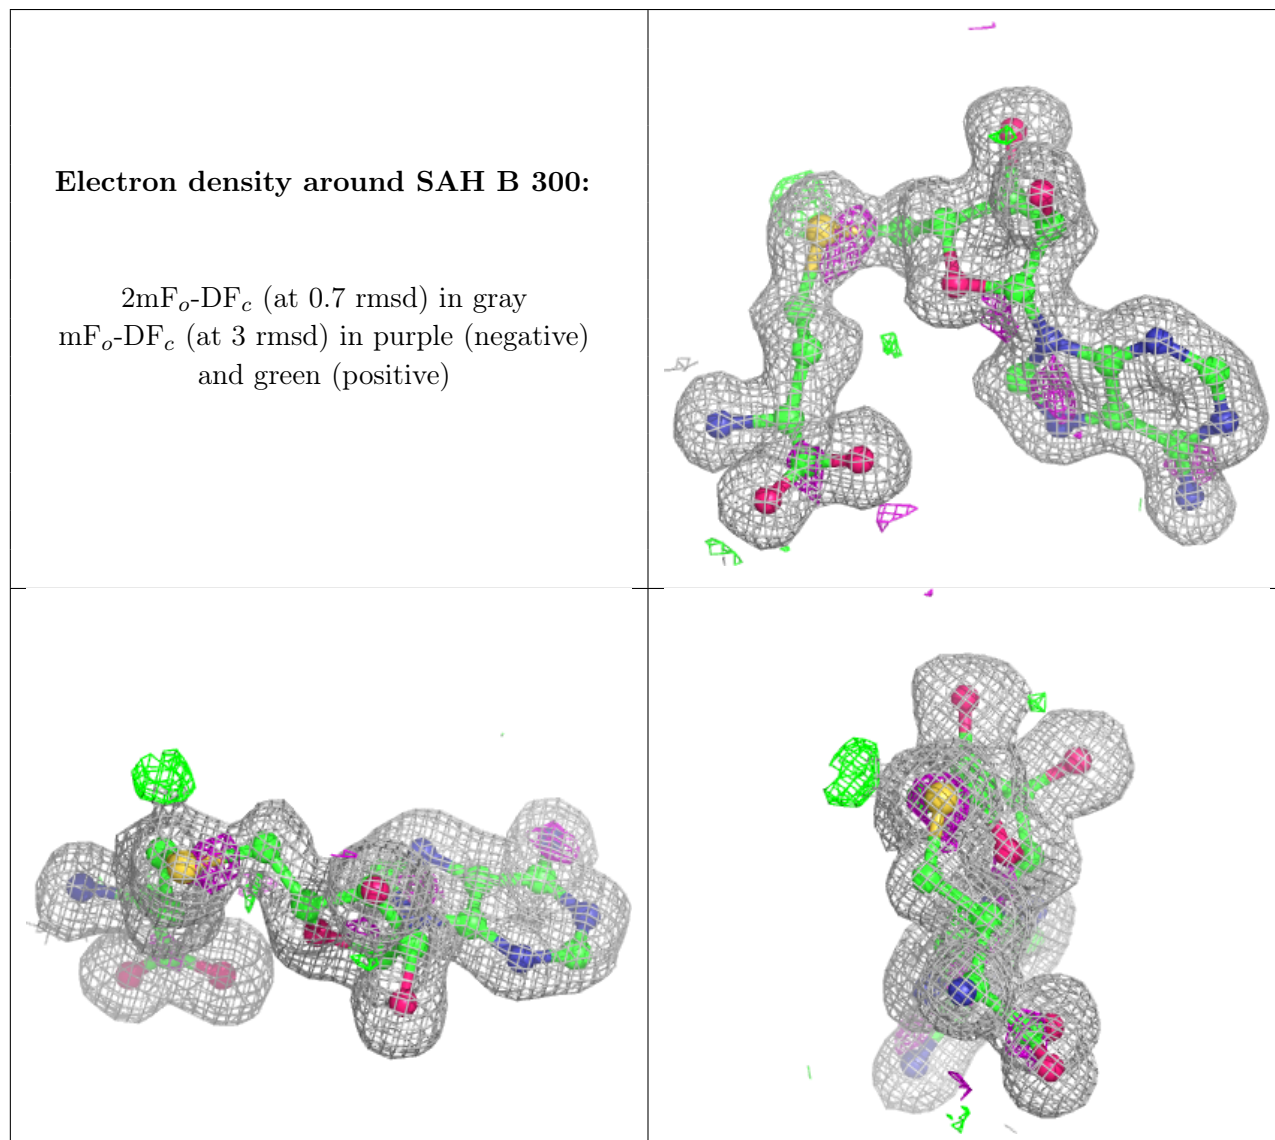 Electron density around SAH B 300:
2mFₒ-DF𝒸 (at 0.7 rmsd) in gray
mFₒ-DF𝒸 (at 3 rmsd) in purple (negative)
and green (positive)